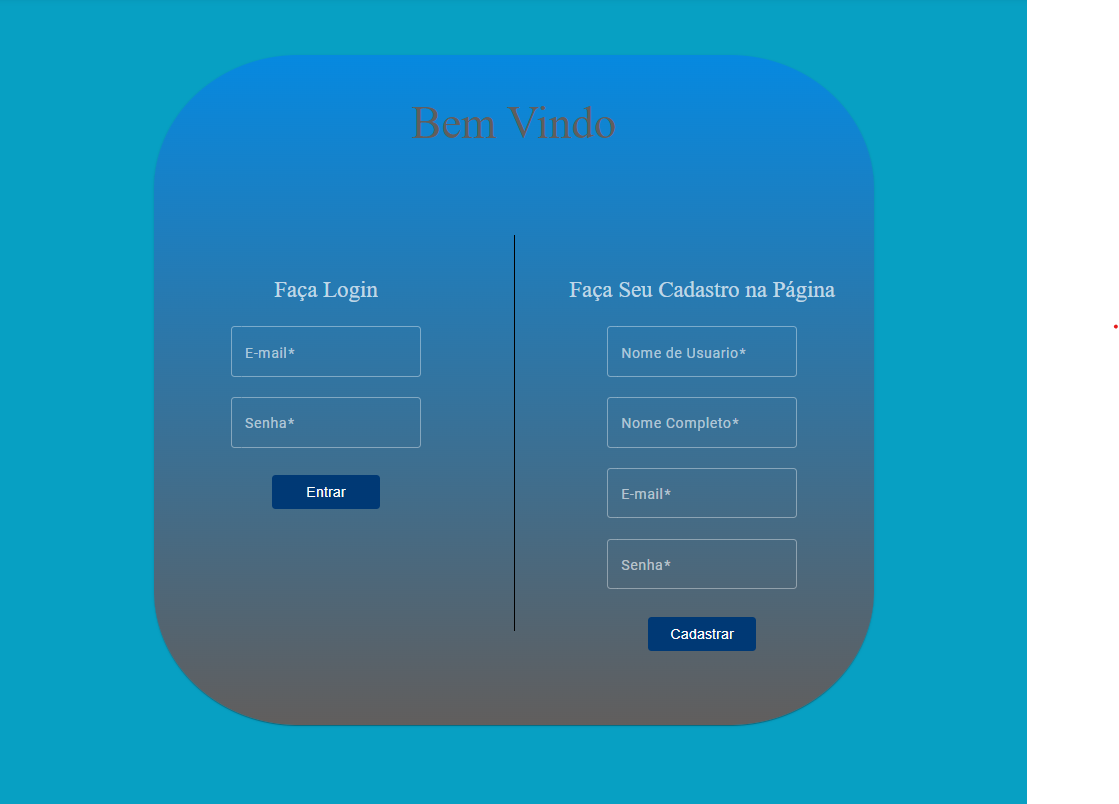 Bem Vindo
Faça Login
E-mail*
Senha*
Entrar
Faça Seu Cadastro na Página
Nome de Usuario*
Nome Completo*
E-mail*
Senha*
Cadastrar